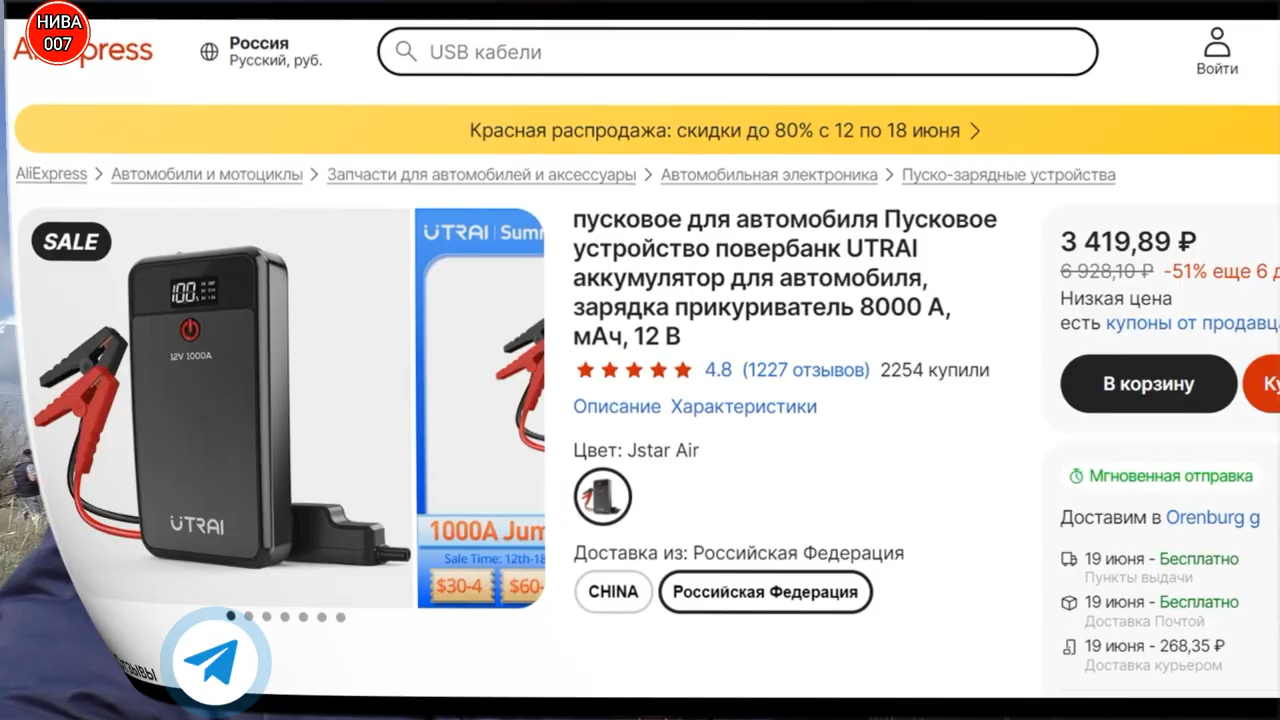 НИВА
007
AliExpress
Россия
Русский, руб.
USB кабели
Войти
Красная распродажа: скидки до 80% с 12 по 18 июня
AliExpress > Автомобили и мотоциклы > Запчасти для автомобилей и аксессуары > Автомобильная электроника > Пуско-зарядные устройства
SALE
100%
12V 1000A
UTRAI
UTRAI | Summ
1000A Jum
Sale Time: 12th-18
$30-4
$60-
пусковое для автомобиля Пусковое
устройство повербанк UTRAI
аккумулятор для автомобиля,
зарядка прикуриватель 8000 А,
мАч, 12 В
4.8 (1227 отзывов) 2254 купили
Описание Характеристики
Цвет: Jstar Air
Доставка из: Российская Федерация
CHINA
Российская Федерация
3 419,89 ₽
6 928,10 ₽ -51% еще 6 д
Низкая цена
есть купоны от продавца
В корзину
Ку
Мгновенная отправка
Доставим в Orenburg g
19 июня - Бесплатно
Пункты выдачи
19 июня - Бесплатно
Доставка Почтой
19 июня - 268,35 ₽
Доставка курьером